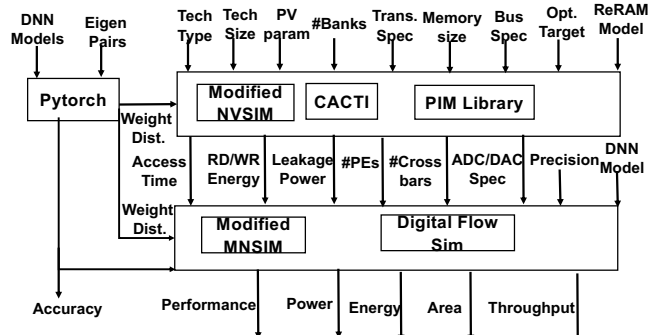 DNN Models
Eigen Pairs
Tech Type
Tech Size
PV param
#Banks
Trans. Spec
Memory size
Bus Spec
Opt. Target
ReRAM Model
Pytorch
Modified NVSIM
CACTI
PIM Library
Weight Dist.
Access Time
RD/WR Energy
Leakage Power
#PEs
#Cross bars
ADC/DAC Spec
Precision
DNN Model
Weight Dist.
Modified MNSIM
Digital Flow Sim
Accuracy
Performance
Power
Energy
Area
Throughput